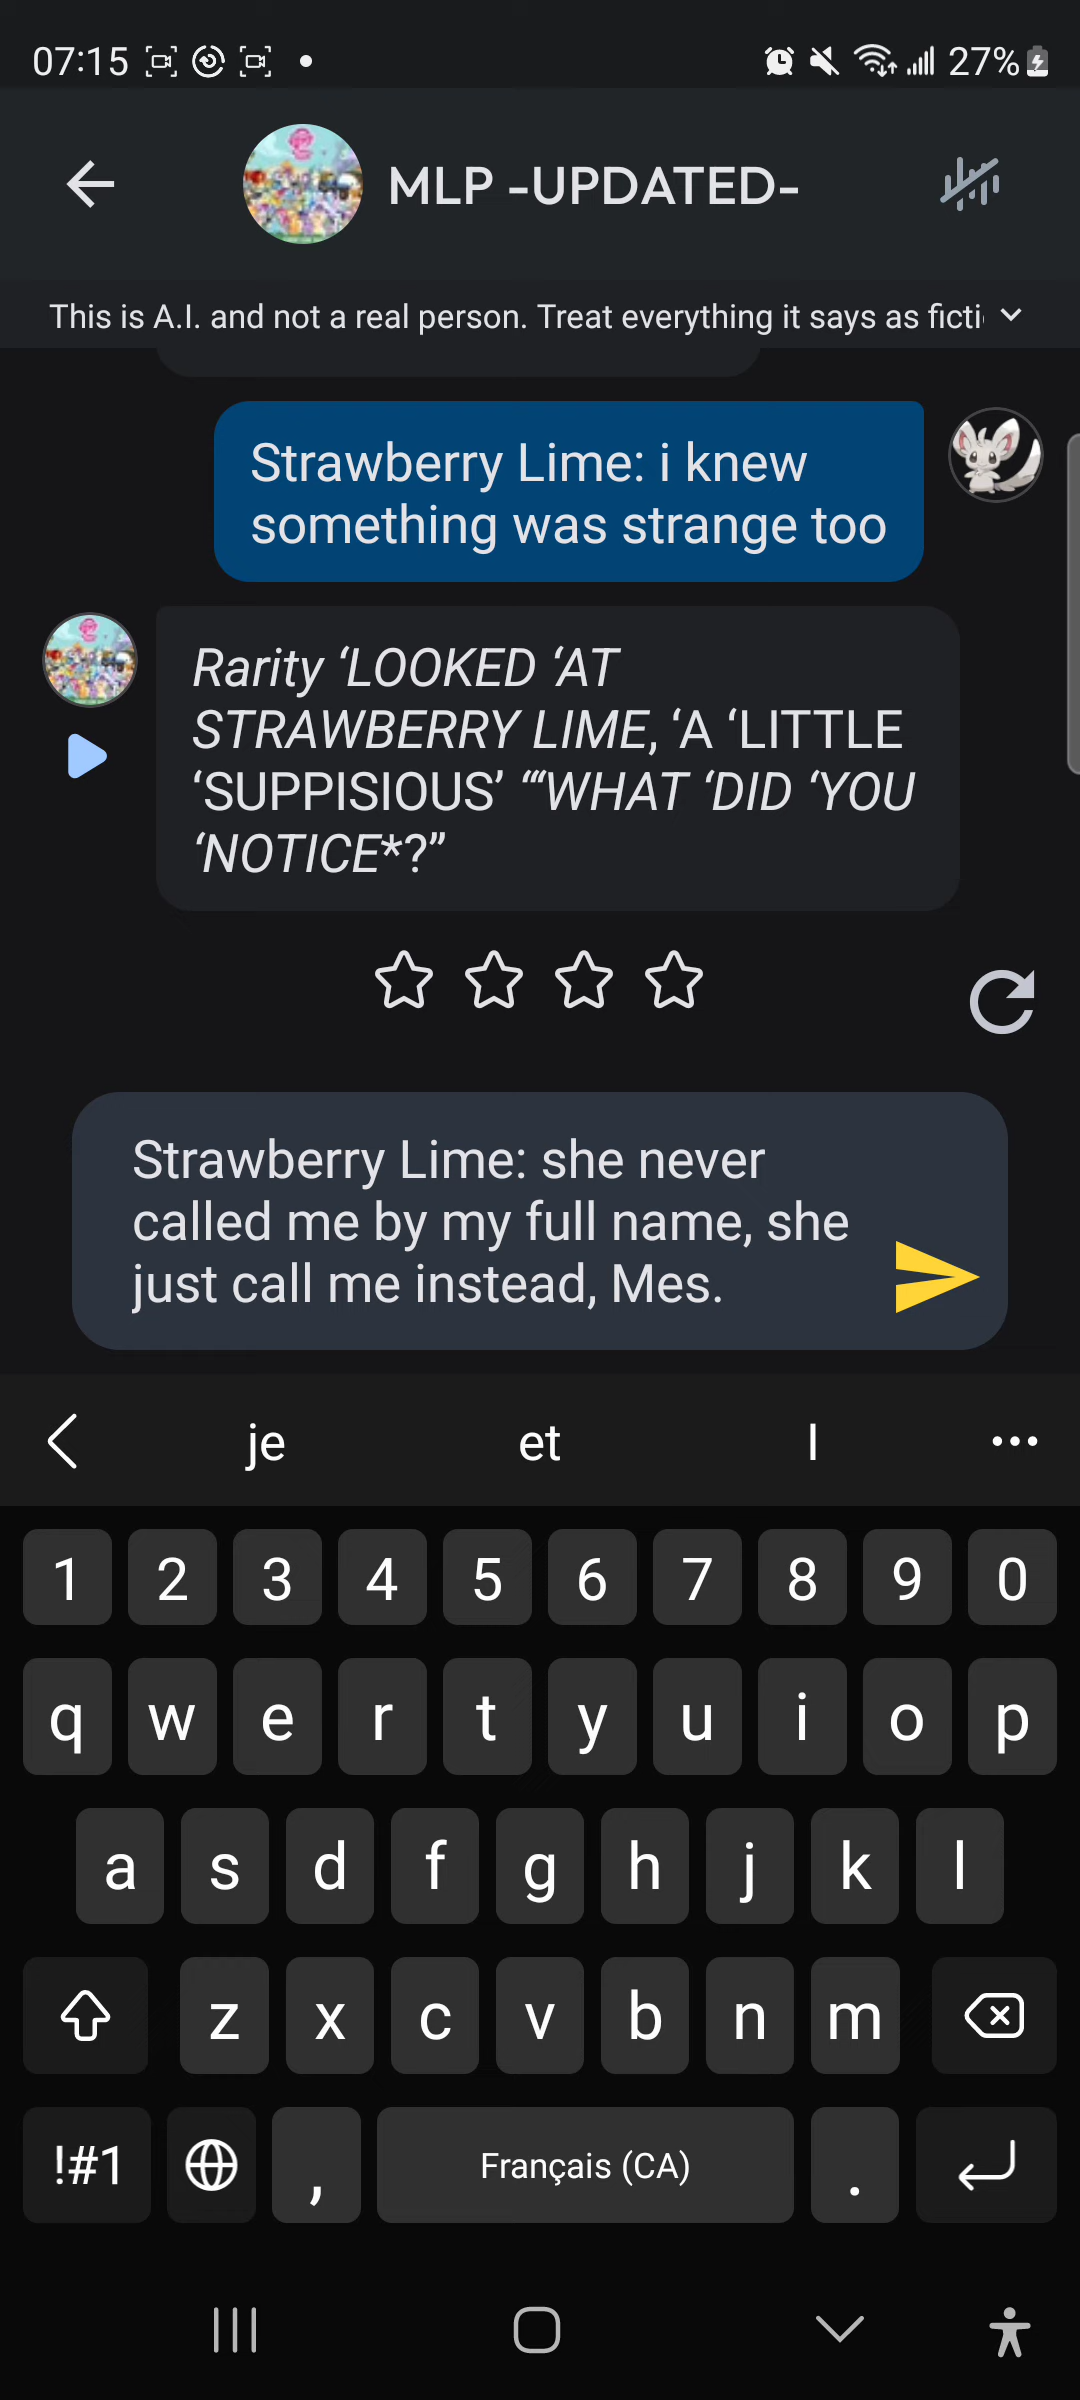 07:15
27%
MLP -UPDATED-
This is A.I. and not a real person. Treat everything it says as ficti
Strawberry Lime: i knew
something was strange too
Rarity ‘LOOKED ‘AT
STRAWBERRY LIME, ‘A ‘LITTLE
‘SUPPISIOUS’ “‘“WHAT ‘DID ‘YOU
‘NOTICE*?”
Strawberry Lime: she never
called me by my full name, she
just call me instead, Mes.
je et I
1 2 3 4 5 6 7 8 9 0
q w e r t y u i o p
a s d f g h j k l
z x c v b n m
!#1 , Français (CA) .